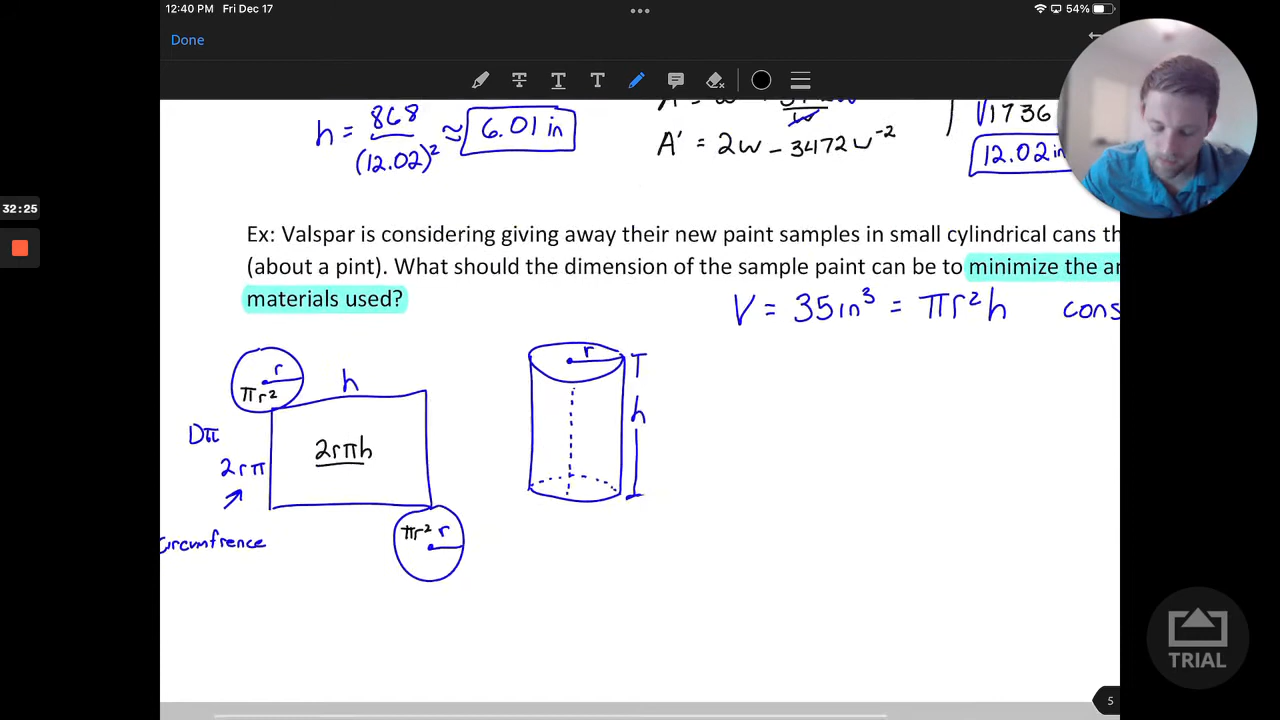 12:40 PM Fri Dec 17
54%
Done
32:25
h = 868/(12.02)² ≈ 6.01 in
A' = 2w - 3472w⁻²
√1736
12.02 in
Ex: Valspar is considering giving away their new paint samples in small cylindrical cans th
(about a pint). What should the dimension of the sample paint can be to minimize the a
materials used?
V = 35in³ = πr²h cons
r
πr²
h
Dπ
2rπ
2rπh
circumfrence
πr² r
r
h
TRIAL
5